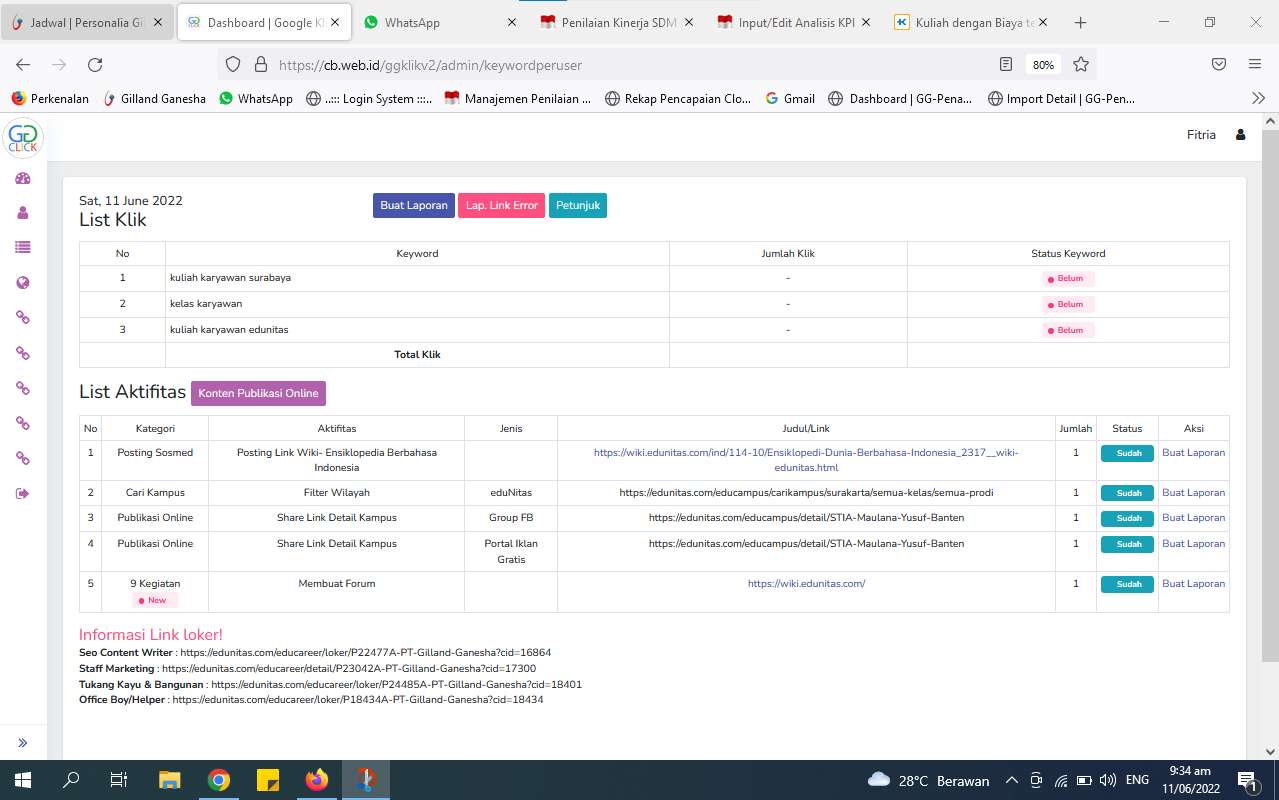 Jadwal | Personalia Gil
Dashboard | Google Kl
WhatsApp
Penilaian Kinerja SDM
Input/Edit Analisis KPI
Kuliah dengan Biaya te
https://cb.web.id/ggklikv2/admin/keywordperuser
80%
Perkenalan
Gilland Ganesha
WhatsApp
..::: Login System :::..
Manajemen Penilaian ...
Rekap Pencapaian Clo...
Gmail
Dashboard | GG-Pena...
Import Detail | GG-Pen...
GG CLICK
Fitria
Sat, 11 June 2022
List Klik
Buat Laporan
Lap. Link Error
Petunjuk
No Keyword Jumlah Klik Status Keyword
1 kuliah karyawan surabaya - Belum
2 kelas karyawan - Belum
3 kuliah karyawan edunitas - Belum
Total Klik
List Aktifitas Konten Publikasi Online
No Kategori Aktifitas Jenis Judul/Link Jumlah Status Aksi
1 Posting Sosmed Posting Link Wiki- Ensiklopedia Berbahasa https://wiki.edunitas.com/ind/114-10/Ensiklopedi-Dunia-Berbahasa-Indonesia_2317__wiki- 1 Sudah Buat Laporan
Indonesia edunitas.html
2 Cari Kampus Filter Wilayah eduNitas https://edunitas.com/educampus/carikampus/surakarta/semua-kelas/semua-prodi 1 Sudah Buat Laporan
3 Publikasi Online Share Link Detail Kampus Group FB https://edunitas.com/educampus/detail/STIA-Maulana-Yusuf-Banten 1 Sudah Buat Laporan
4 Publikasi Online Share Link Detail Kampus Portal Iklan https://edunitas.com/educampus/detail/STIA-Maulana-Yusuf-Banten 1 Sudah Buat Laporan
Gratis
5 9 Kegiatan Membuat Forum https://wiki.edunitas.com/ 1 Sudah Buat Laporan
New
Informasi Link loker!
Seo Content Writer : https://edunitas.com/educareer/loker/P22477A-PT-Gilland-Ganesha?cid=16864
Staff Marketing : https://edunitas.com/educareer/detail/P23042A-PT-Gilland-Ganesha?cid=17300
Tukang Kayu & Bangunan : https://edunitas.com/educareer/loker/P24485A-PT-Gilland-Ganesha?cid=18401
Office Boy/Helper : https://edunitas.com/educareer/loker/P18434A-PT-Gilland-Ganesha?cid=18434
28°C Berawan
ENG
9:34 am
11/06/2022
1